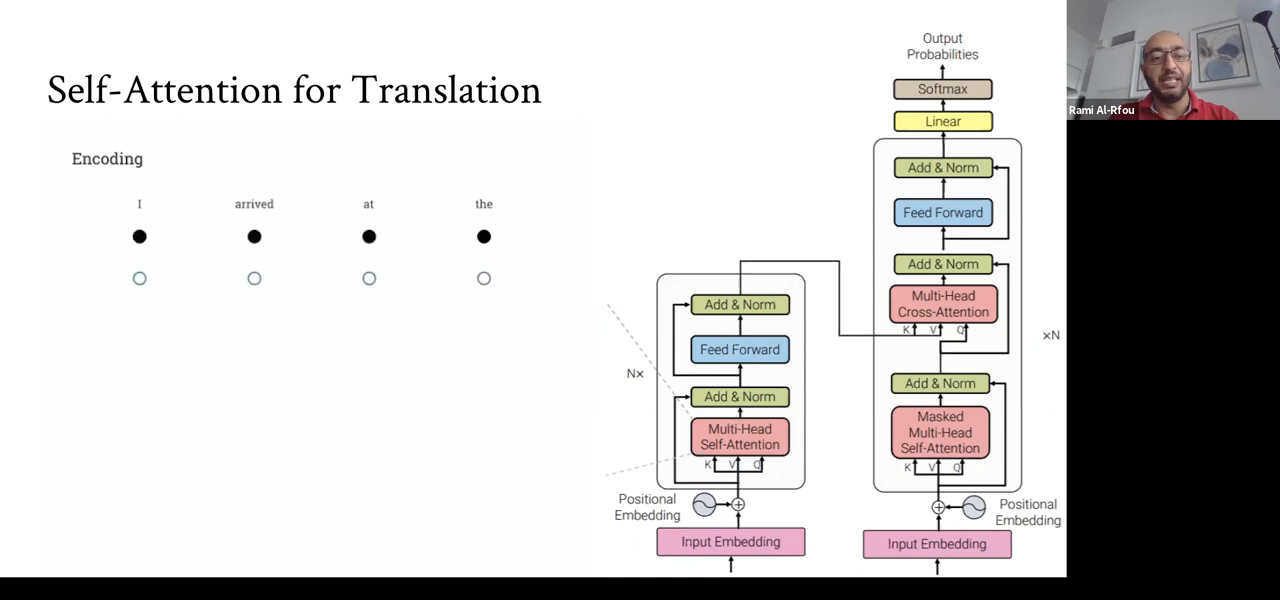 Self-Attention for Translation
Encoding
I arrived at the
Nx
Add & Norm
Feed Forward
Add & Norm
Multi-Head
Self-Attention
K V Q
Positional
Embedding
Input Embedding
Output
Probabilities
Softmax
Linear
Add & Norm
Feed Forward
Add & Norm
Multi-Head
Cross-Attention
K V Q
×N
Add & Norm
Masked
Multi-Head
Self-Attention
K V Q
Positional
Embedding
Input Embedding
Rami Al-Rfou